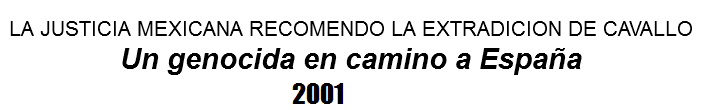 LA JUSTICIA MEXICANA RECOMENDO LA EXTRADICION DE CAVALLO
Un genocida en camino a España
2001